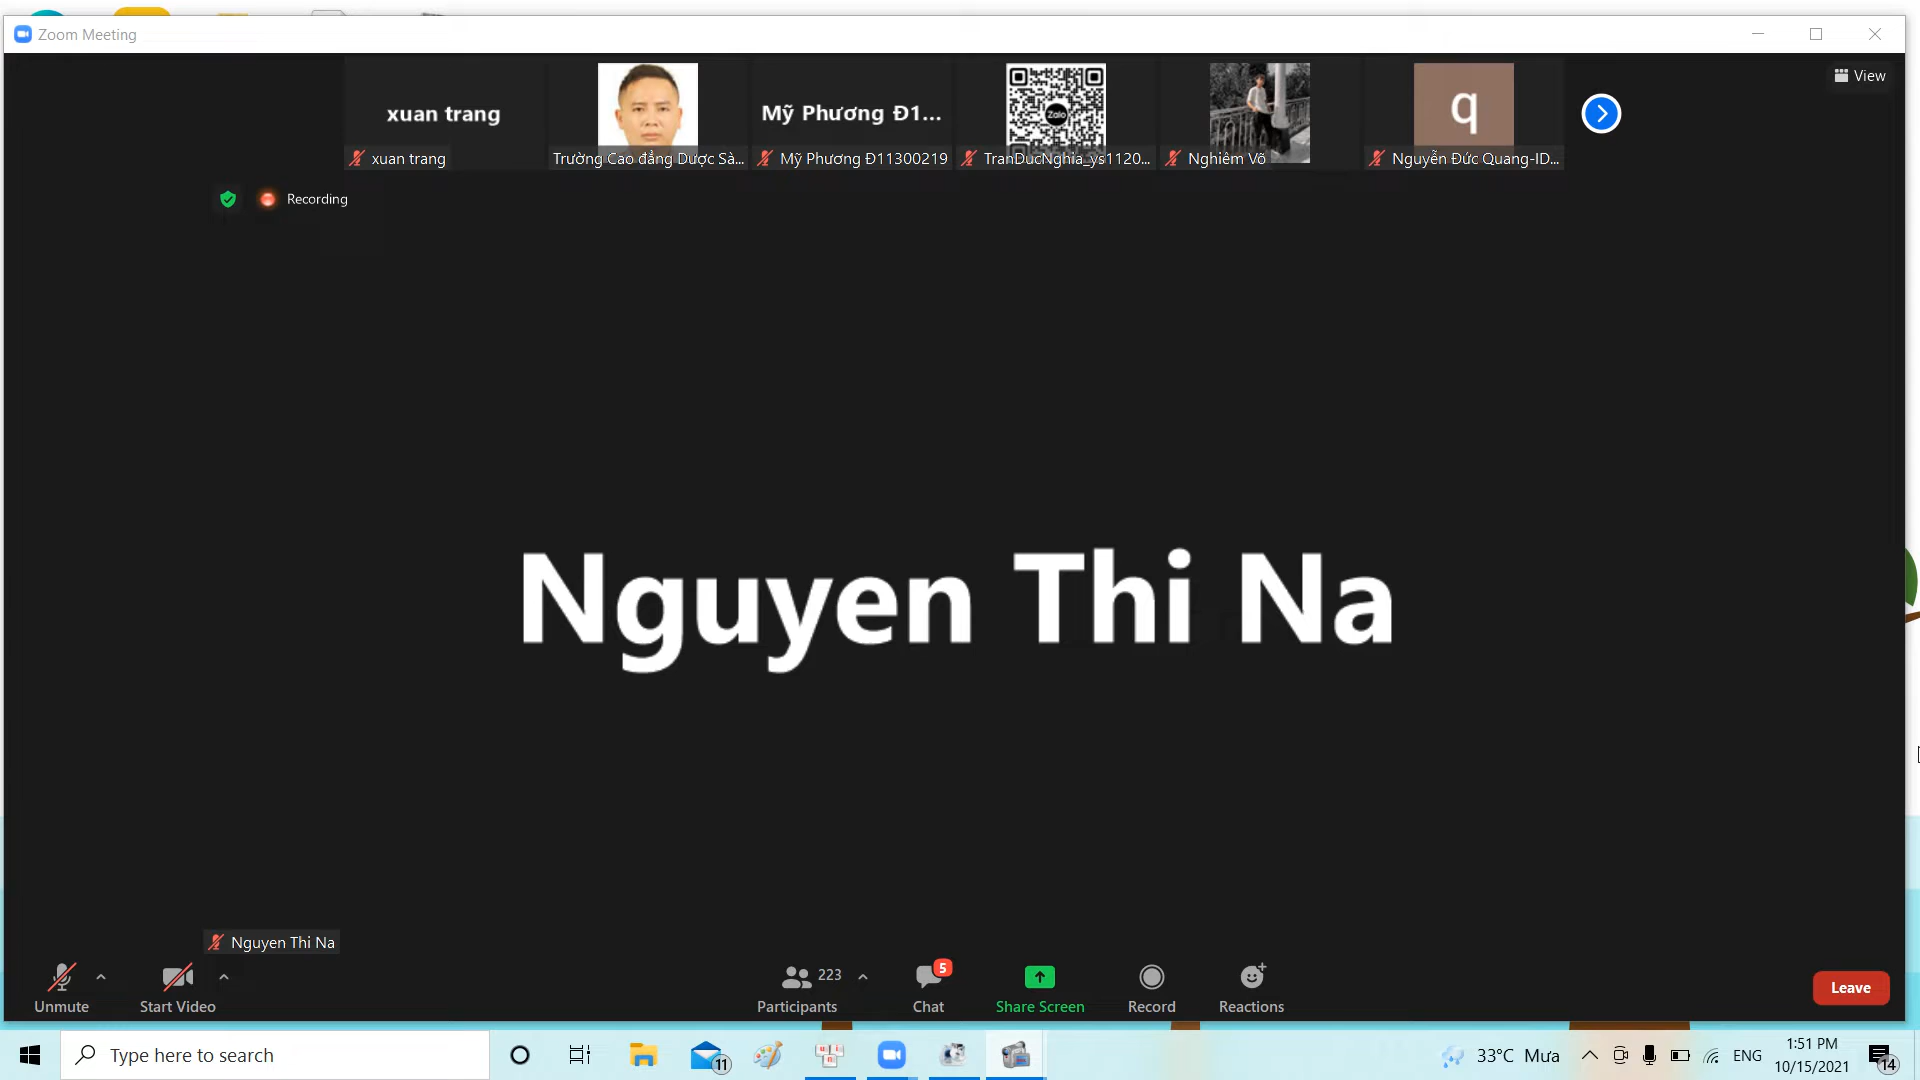 Zoom Meeting
View
xuan trang
Mỹ Phương Đ1...
Zalo
q
xuan trang
Trường Cao đẳng Dược Sà...
Mỹ Phương Đ11300219
TranDucNghia_ys1120...
Nghiêm Võ
Nguyễn Đức Quang-ID...
Recording
Nguyen Thi Na
Nguyen Thi Na
Unmute
Start Video
223
Participants
5
Chat
Share Screen
Record
Reactions
Leave
Type here to search
11
33°C Mưa
ENG
1:51 PM
10/15/2021
14